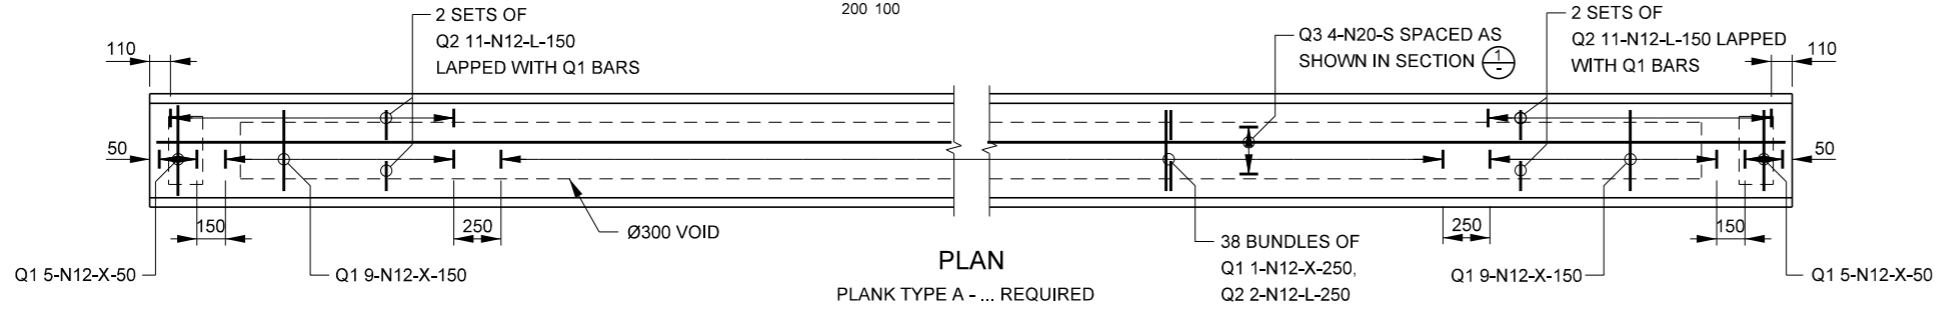 200 100
2 SETS OF
Q2 11-N12-L-150
LAPPED WITH Q1 BARS
Q3 4-N20-S SPACED AS
SHOWN IN SECTION 1
-
2 SETS OF
Q2 11-N12-L-150 LAPPED
WITH Q1 BARS
110
110
50
50
150
250
250
150
Ø300 VOID
Q1 5-N12-X-50
Q1 9-N12-X-150
PLAN
PLANK TYPE A - ... REQUIRED
38 BUNDLES OF
Q1 1-N12-X-250,
Q2 2-N12-L-250
Q1 9-N12-X-150
Q1 5-N12-X-50